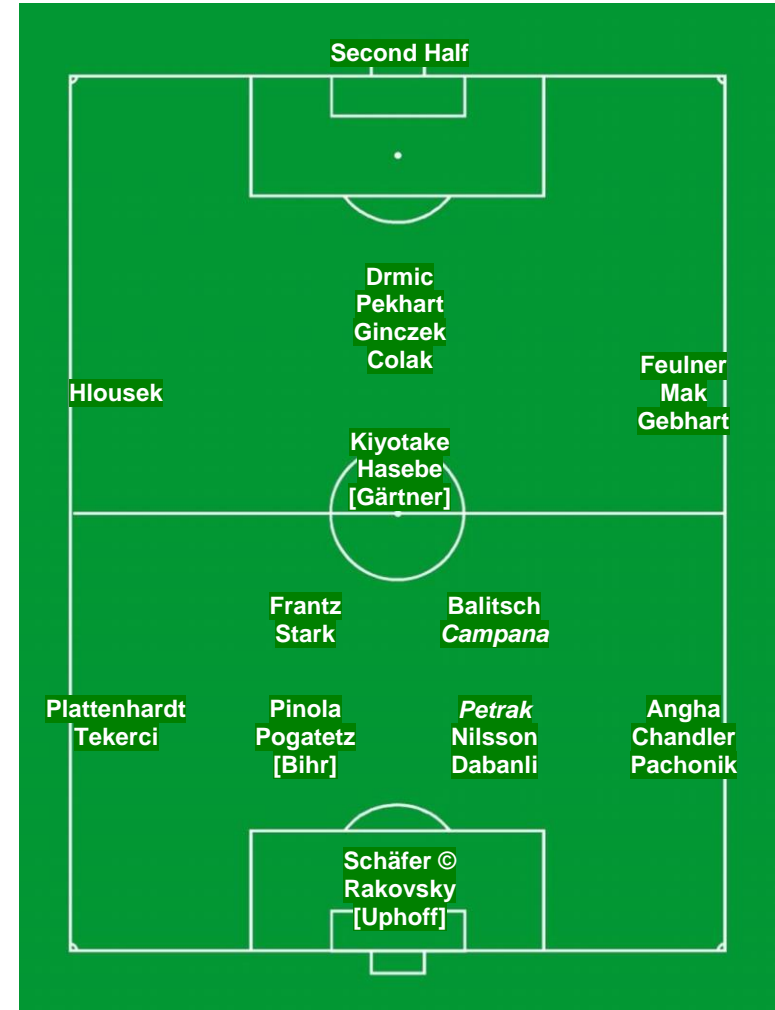 Second Half
Drmic
Pekhart
Ginczek
Colak
Hlousek
Feulner
Mak
Gebhart
Kiyotake
Hasebe
[Gärtner]
Frantz
Stark
Balitsch
Campana
Plattenhardt
Tekerci
Pinola
Pogatetz
[Bihr]
Petrak
Nilsson
Dabanli
Angha
Chandler
Pachonik
Schäfer ©
Rakovsky
[Uphoff]